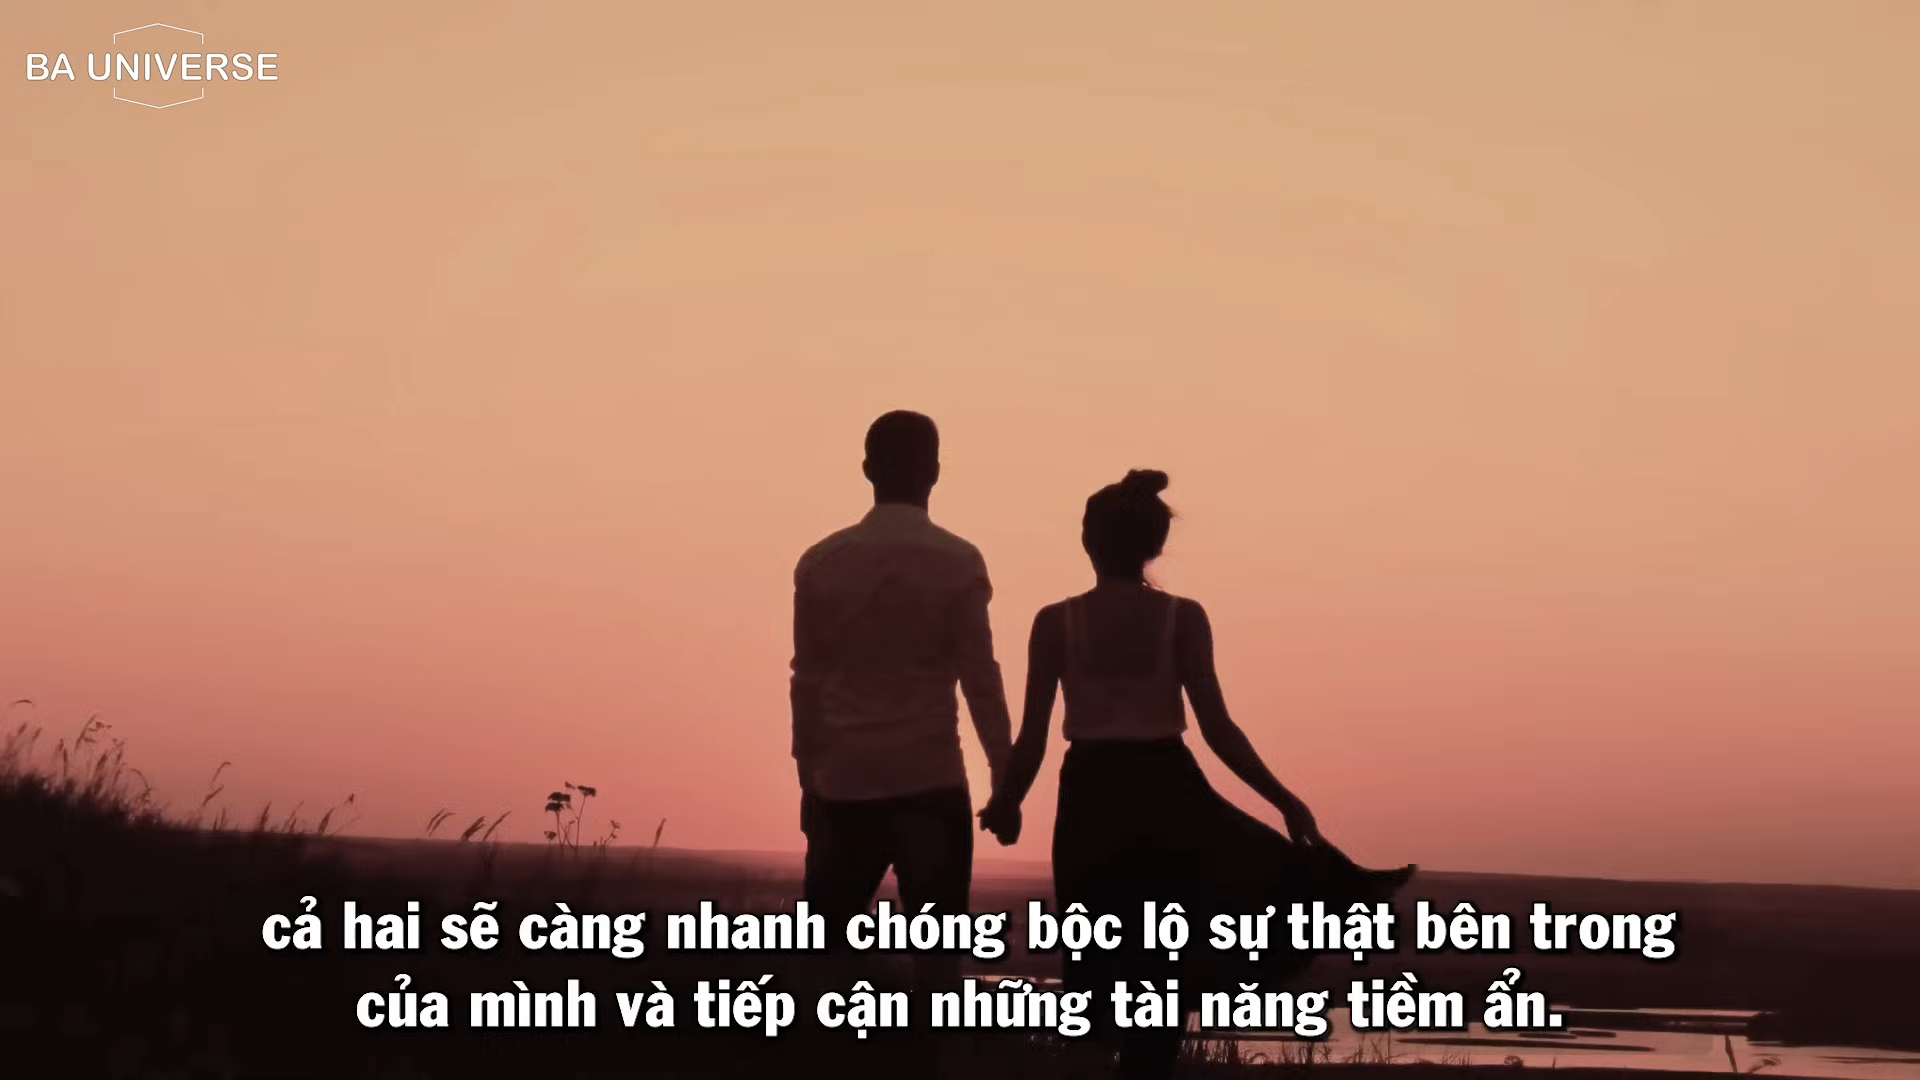 BA UNIVERSE
cả hai sẽ càng nhanh chóng bộc lộ sự thật bên trong
của mình và tiếp cận những tài năng tiềm ẩn.